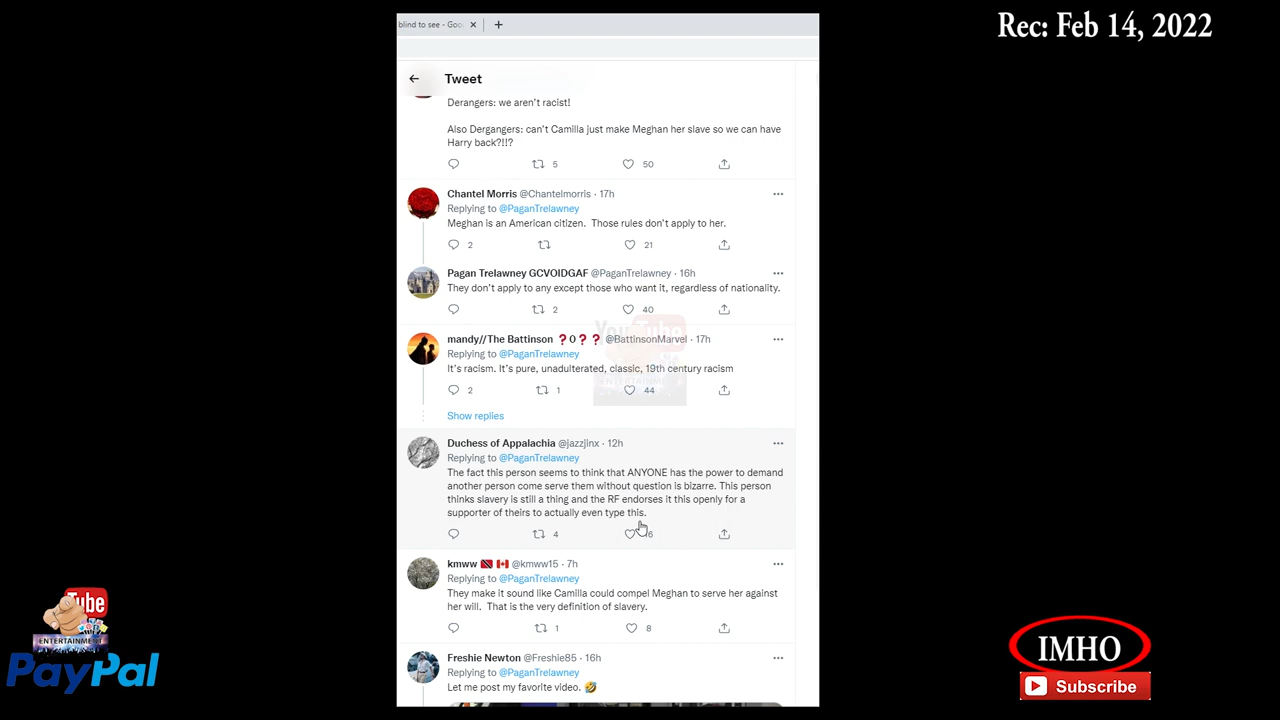 Rec: Feb 14, 2022
blind to see - Goo
Tweet
Derangers: we aren't racist!
Also Dergangers: can't Camilla just make Meghan her slave so we can have
Harry back?!!?
5 50
Chantel Morris @Chantelmorris · 17h
Replying to @PaganTrelawney
Meghan is an American citizen.  Those rules don't apply to her.
2 21
Pagan Trelawney GCVOIDGAF @PaganTrelawney · 16h
They don't apply to any except those who want it, regardless of nationality.
2 40
mandy//The Battinson ❓0❓❓ @BattinsonMarvel · 17h
Replying to @PaganTrelawney
It's racism. It's pure, unadulterated, classic, 19th century racism
2 1 44
Show replies
Duchess of Appalachia @jazzjinx · 12h
Replying to @PaganTrelawney
The fact this person seems to think that ANYONE has the power to demand
another person come serve them without question is bizarre. This person
thinks slavery is still a thing and the RF endorses it this openly for a
supporter of theirs to actually even type this.
4
kmww 🇹🇹 🇨🇦 @kmww15 · 7h
Replying to @PaganTrelawney
They make it sound like Camilla could compel Meghan to serve her against
her will.  That is the very definition of slavery.
1 8
Freshie Newton @Freshie85 · 16h
Replying to @PaganTrelawney
Let me post my favorite video. 🤣
YouTube
Tube
ENTERTAINMENT
PayPal
IMHO
Subscribe